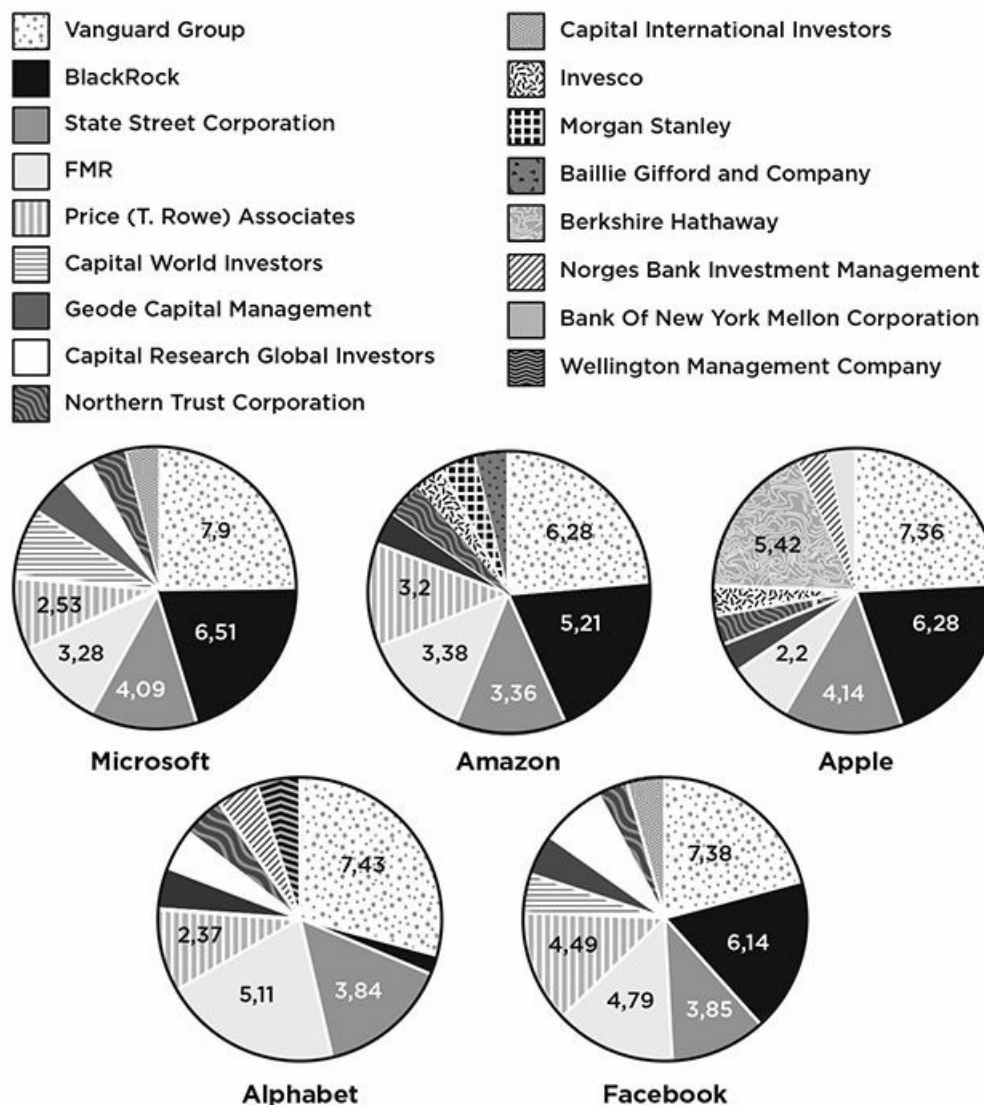 Vanguard Group
BlackRock
State Street Corporation
FMR
Price (T. Rowe) Associates
Capital World Investors
Geode Capital Management
Capital Research Global Investors
Northern Trust Corporation
Capital International Investors
Invesco
Morgan Stanley
Baillie Gifford and Company
Berkshire Hathaway
Norges Bank Investment Management
Bank Of New York Mellon Corporation
Wellington Management Company
7,9
6,51
4,09
3,28
2,53
Microsoft
6,28
5,21
3,36
3,38
3,2
Amazon
7,36
6,28
4,14
2,2
5,42
Apple
7,43
3,84
5,11
2,37
Alphabet
7,38
6,14
3,85
4,79
4,49
Facebook